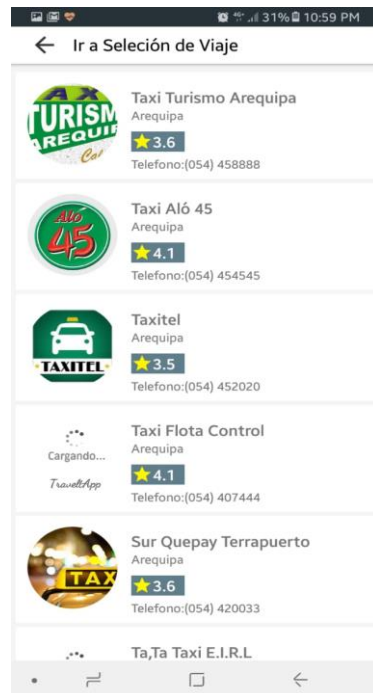 31% 10:59 PM
Ir a Seleción de Viaje
AX
TURISM
AREQUIP
Cal
Taxi Turismo Arequipa
Arequipa
3.6
Telefono:(054) 458888
Aló
45
Taxi Aló 45
Arequipa
4.1
Telefono:(054) 454545
TAXITEL
Taxitel
Arequipa
3.5
Telefono:(054) 452020
Cargando...
TravelApp
Taxi Flota Control
Arequipa
4.1
Telefono:(054) 407444
TAX
Sur Quepay Terrapuerto
Arequipa
3.6
Telefono:(054) 420033
Ta,Ta Taxi E.I.R.L